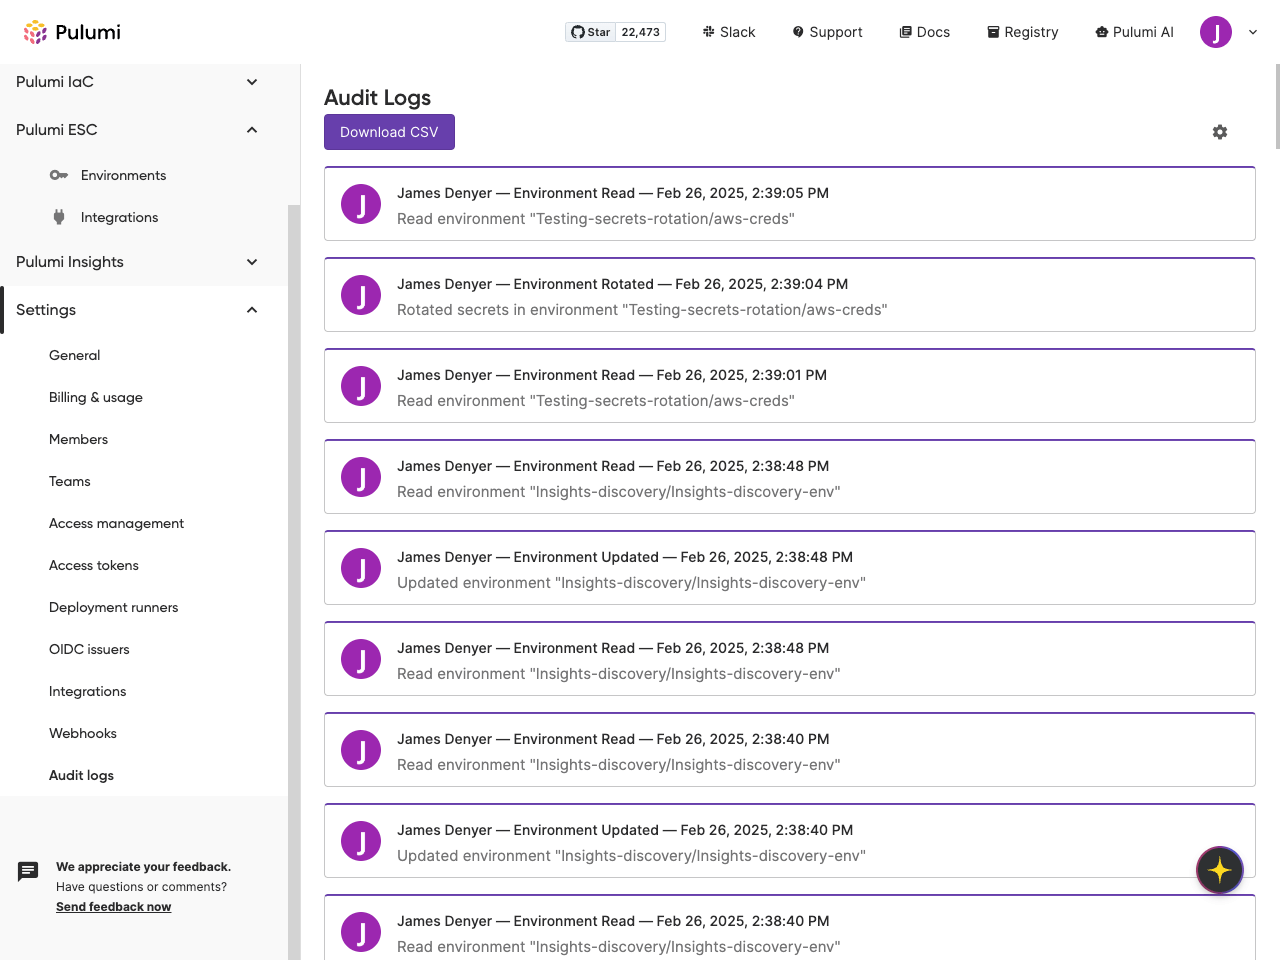 Pulumi
Star 22,473
Slack
Support
Docs
Registry
Pulumi AI
J
Pulumi IaC
Pulumi ESC
Environments
Integrations
Pulumi Insights
Settings
General
Billing & usage
Members
Teams
Access management
Access tokens
Deployment runners
OIDC issuers
Integrations
Webhooks
Audit logs
We appreciate your feedback.
Have questions or comments?
Send feedback now
Audit Logs
Download CSV
J
James Denyer — Environment Read — Feb 26, 2025, 2:39:05 PM
Read environment "Testing-secrets-rotation/aws-creds"
J
James Denyer — Environment Rotated — Feb 26, 2025, 2:39:04 PM
Rotated secrets in environment "Testing-secrets-rotation/aws-creds"
J
James Denyer — Environment Read — Feb 26, 2025, 2:39:01 PM
Read environment "Testing-secrets-rotation/aws-creds"
J
James Denyer — Environment Read — Feb 26, 2025, 2:38:48 PM
Read environment "Insights-discovery/Insights-discovery-env"
J
James Denyer — Environment Updated — Feb 26, 2025, 2:38:48 PM
Updated environment "Insights-discovery/Insights-discovery-env"
J
James Denyer — Environment Read — Feb 26, 2025, 2:38:48 PM
Read environment "Insights-discovery/Insights-discovery-env"
J
James Denyer — Environment Read — Feb 26, 2025, 2:38:40 PM
Read environment "Insights-discovery/Insights-discovery-env"
J
James Denyer — Environment Updated — Feb 26, 2025, 2:38:40 PM
Updated environment "Insights-discovery/Insights-discovery-env"
J
James Denyer — Environment Read — Feb 26, 2025, 2:38:40 PM
Read environment "Insights-discovery/Insights-discovery-env"